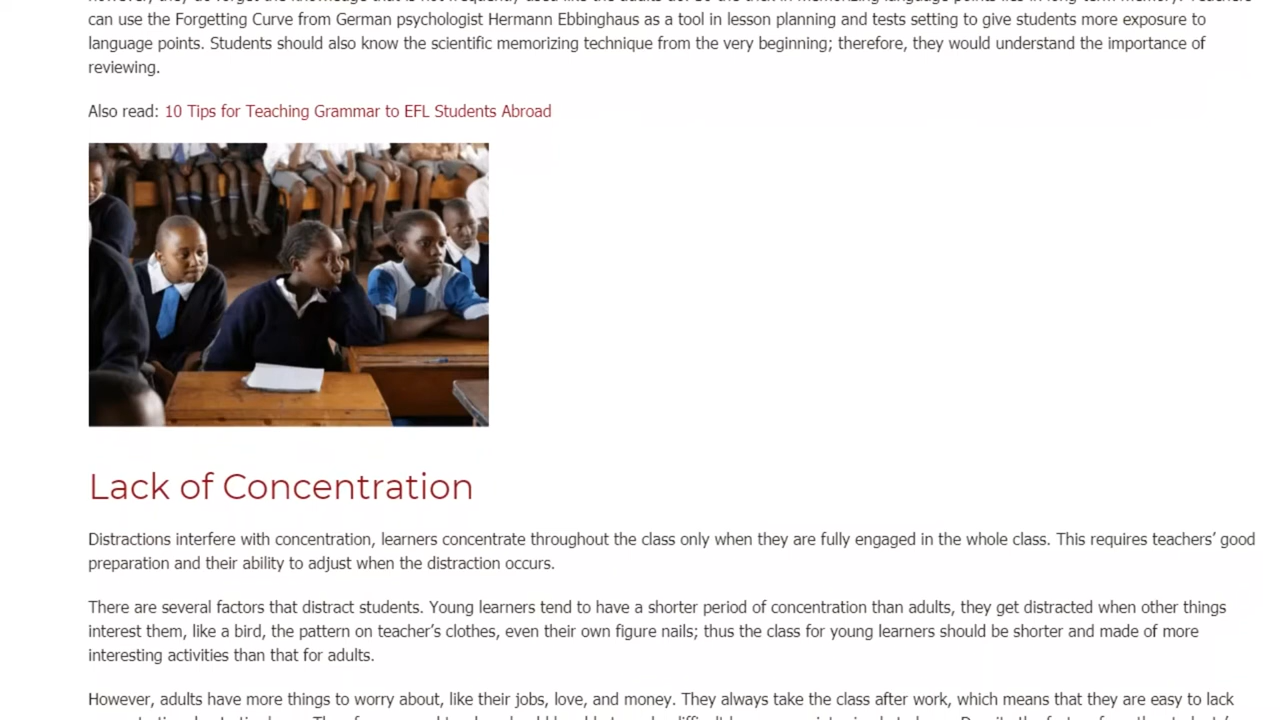 can use the Forgetting Curve from German psychologist Hermann Ebbinghaus as a tool in lesson planning and tests setting to give students more exposure to
language points. Students should also know the scientific memorizing technique from the very beginning; therefore, they would understand the importance of
reviewing.
Also read: 10 Tips for Teaching Grammar to EFL Students Abroad
Lack of Concentration
Distractions interfere with concentration, learners concentrate throughout the class only when they are fully engaged in the whole class. This requires teachers’ good
preparation and their ability to adjust when the distraction occurs.
There are several factors that distract students. Young learners tend to have a shorter period of concentration than adults, they get distracted when other things
interest them, like a bird, the pattern on teacher’s clothes, even their own figure nails; thus the class for young learners should be shorter and made of more
interesting activities than that for adults.
However, adults have more things to worry about, like their jobs, love, and money. They always take the class after work, which means that they are easy to lack